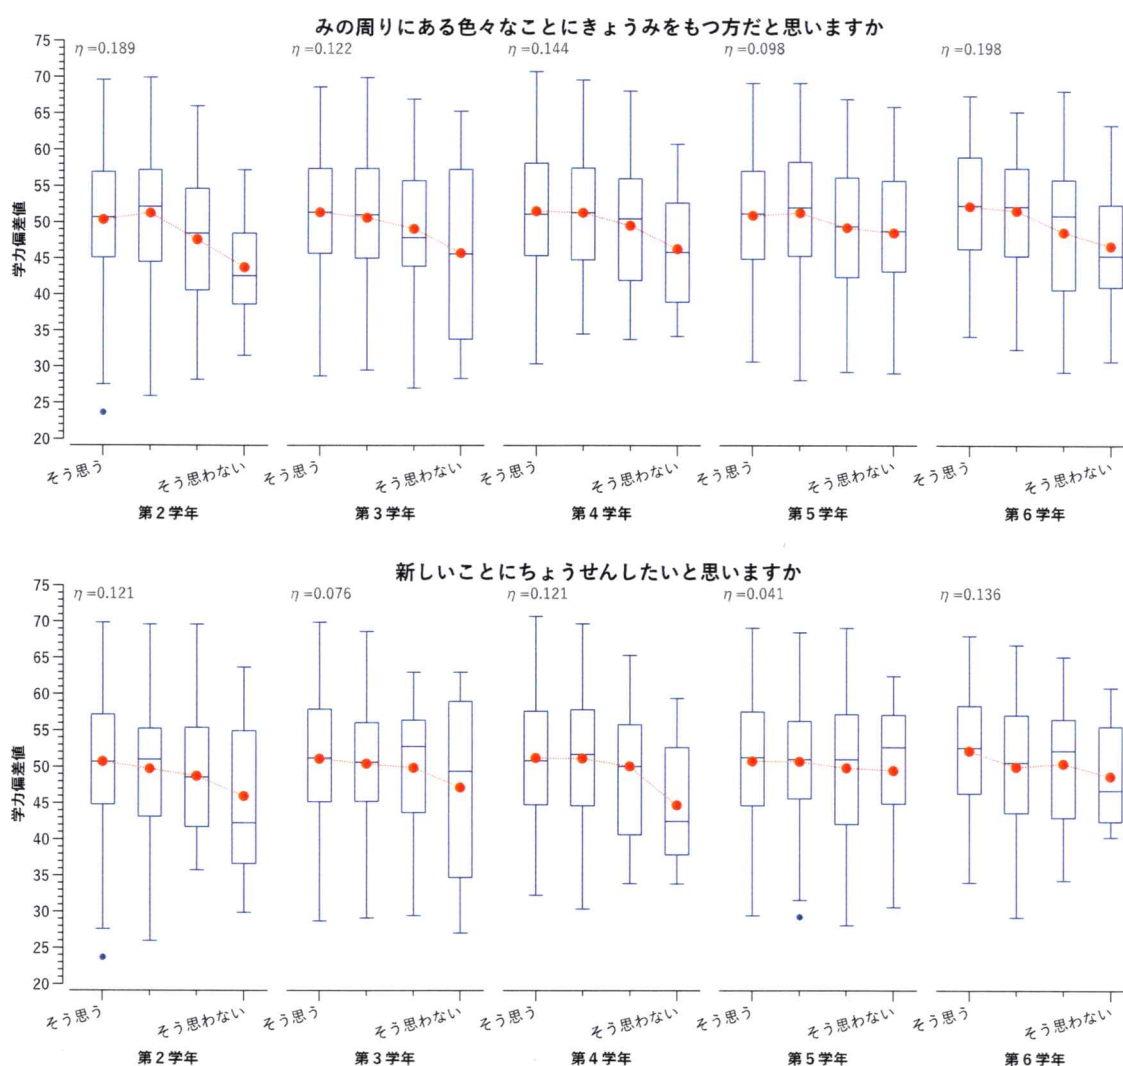 みの周りにある色々なことにきょうみをもつ方だと思いますか
η=0.189 η=0.122 η=0.144 η=0.098 η=0.198
75
70
65
60
55
50
45
40
35
30
25
20
学力偏差値
そう思う そう思わない そう思う そう思わない そう思う そう思わない そう思う そう思わない そう思う そう思わない
第2学年 第3学年 第4学年 第5学年 第6学年
新しいことにちょうせんしたいと思いますか
η=0.121 η=0.076 η=0.121 η=0.041 η=0.136
75
70
65
60
55
50
45
40
35
30
25
20
学力偏差値
そう思う そう思わない そう思う そう思わない そう思う そう思わない そう思う そう思わない そう思う そう思わない
第2学年 第3学年 第4学年 第5学年 第6学年